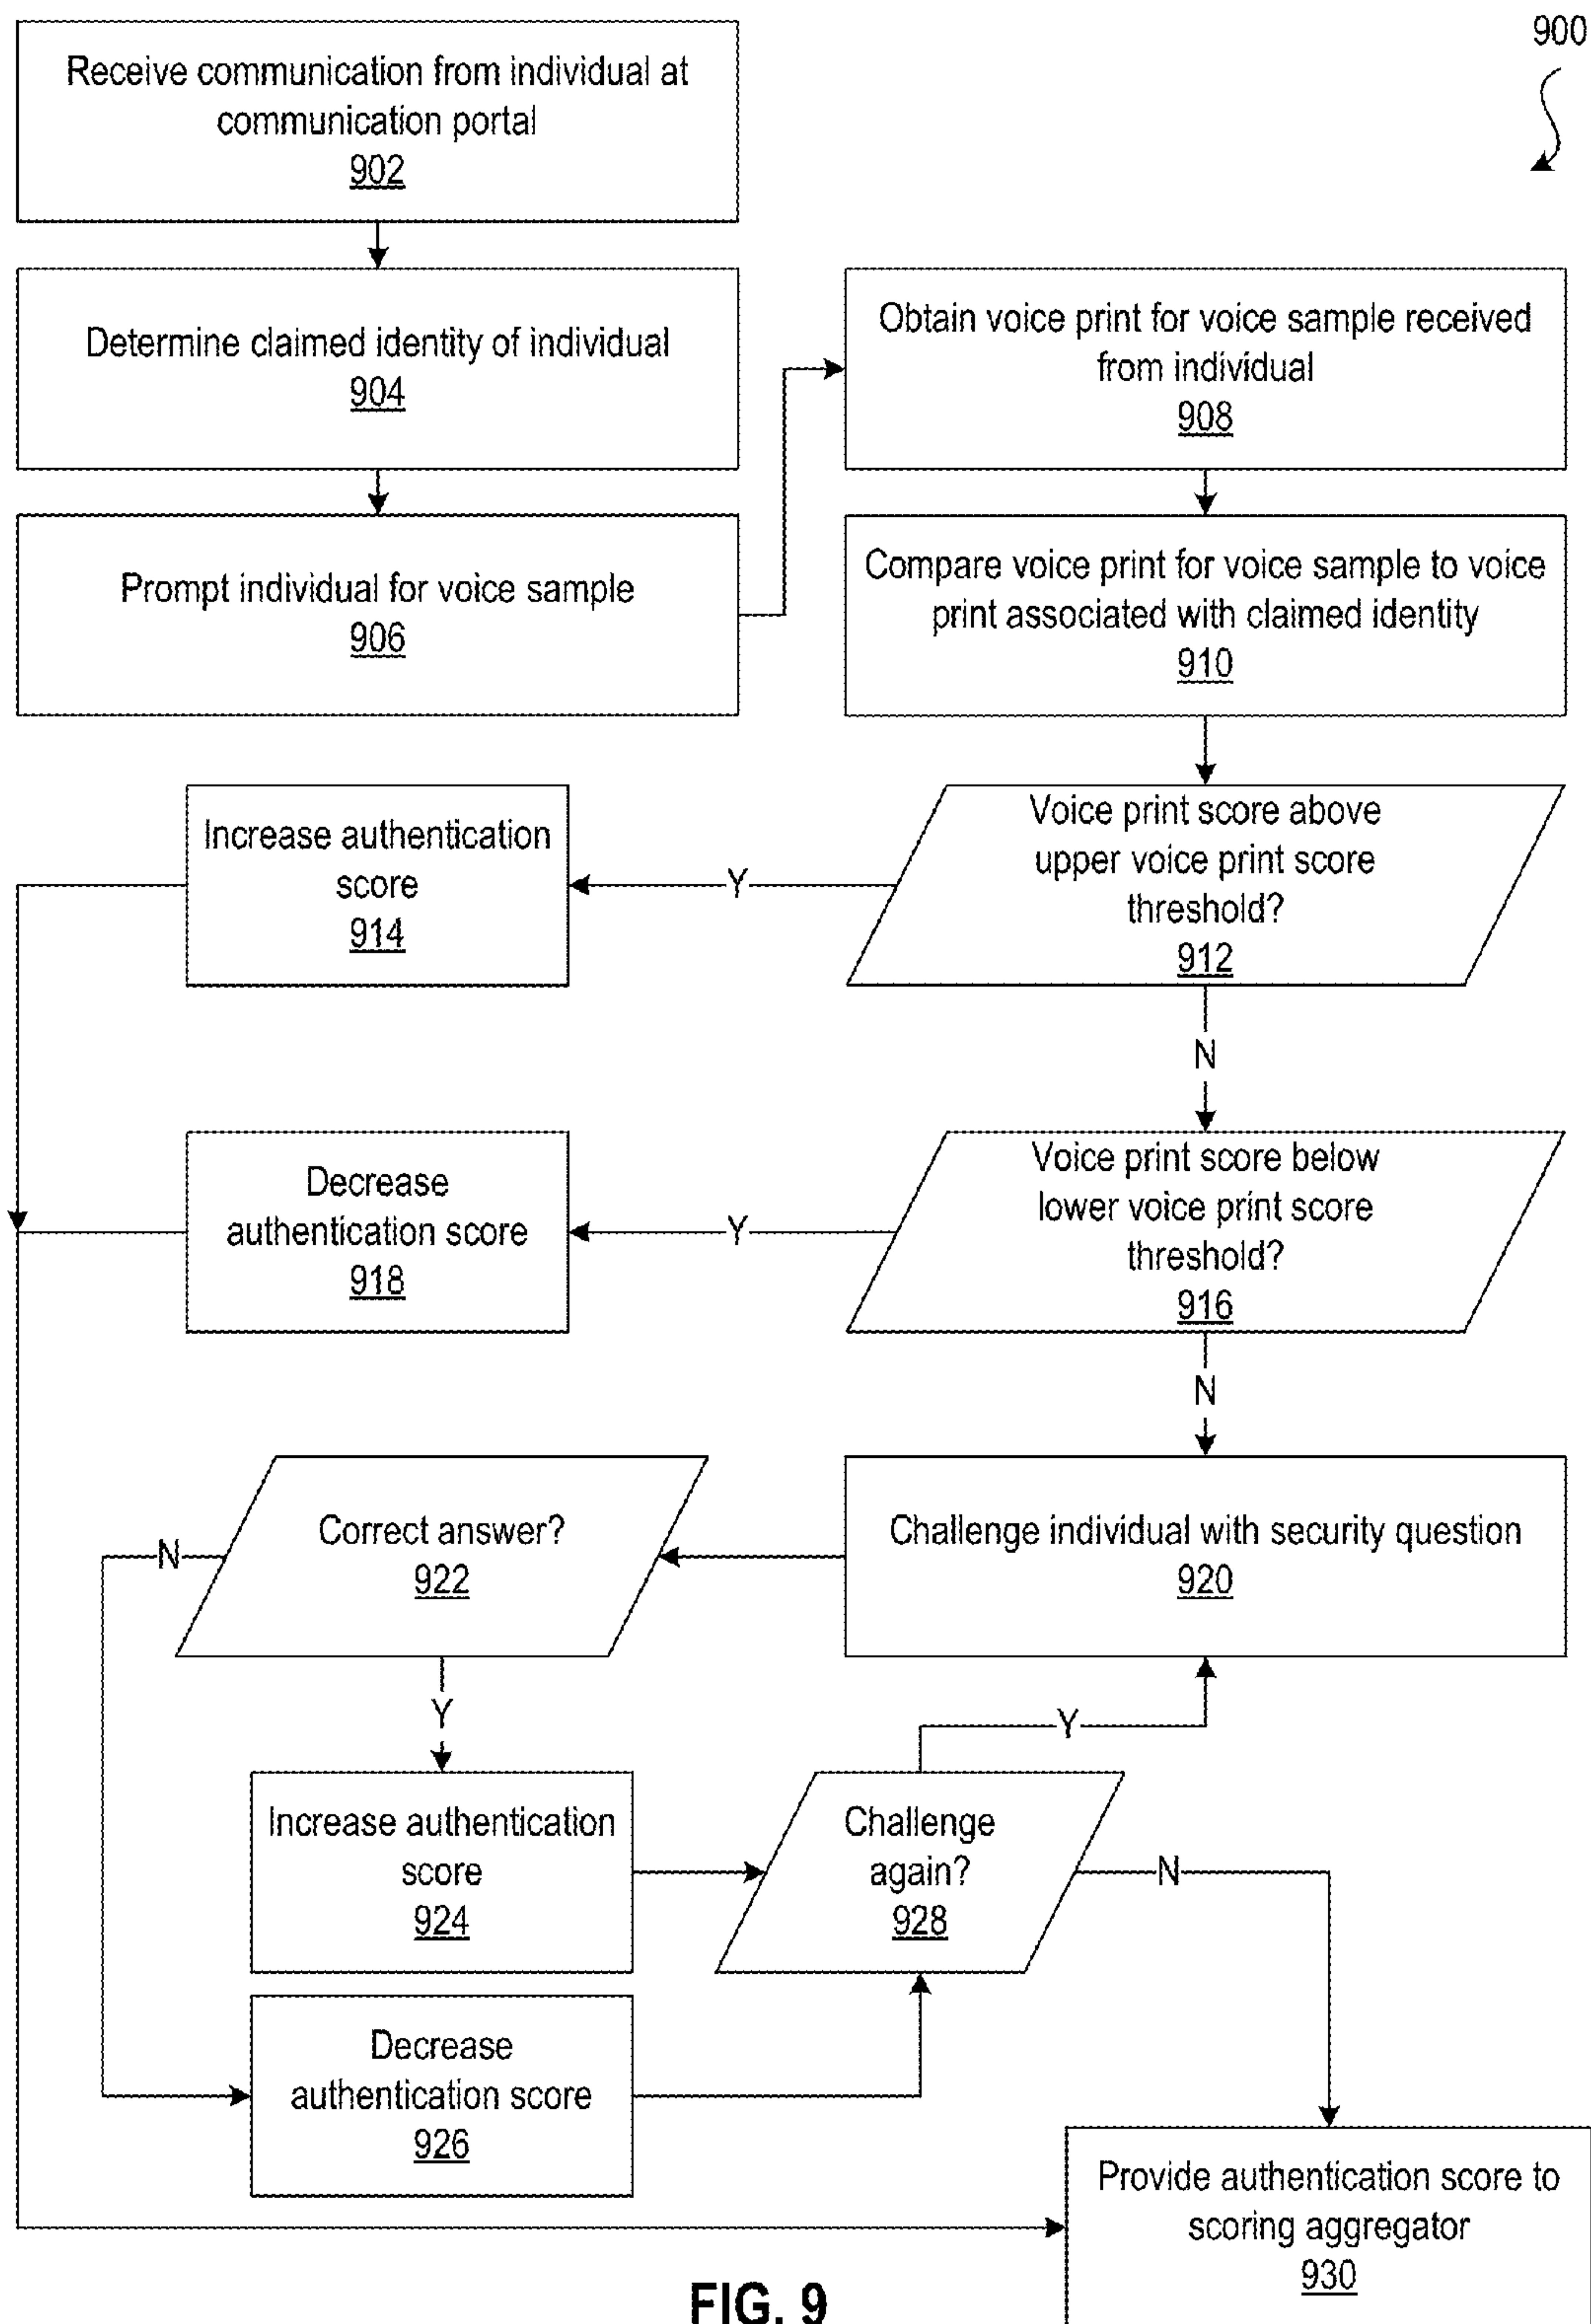 900
Receive communication from individual at
communication portal
902
Determine claimed identity of individual
904
Prompt individual for voice sample
906
Obtain voice print for voice sample received
from individual
908
Compare voice print for voice sample to voice
print associated with claimed identity
910
Voice print score above
upper voice print score
threshold?
912
Y
Increase authentication
score
914
N
Voice print score below
lower voice print score
threshold?
916
Y
Decrease
authentication score
918
N
Challenge individual with security question
920
Correct answer?
922
N
Y
Increase authentication
score
924
Decrease
authentication score
926
Challenge
again?
928
Y
N
Provide authentication score to
scoring aggregator
930
FIG. 9